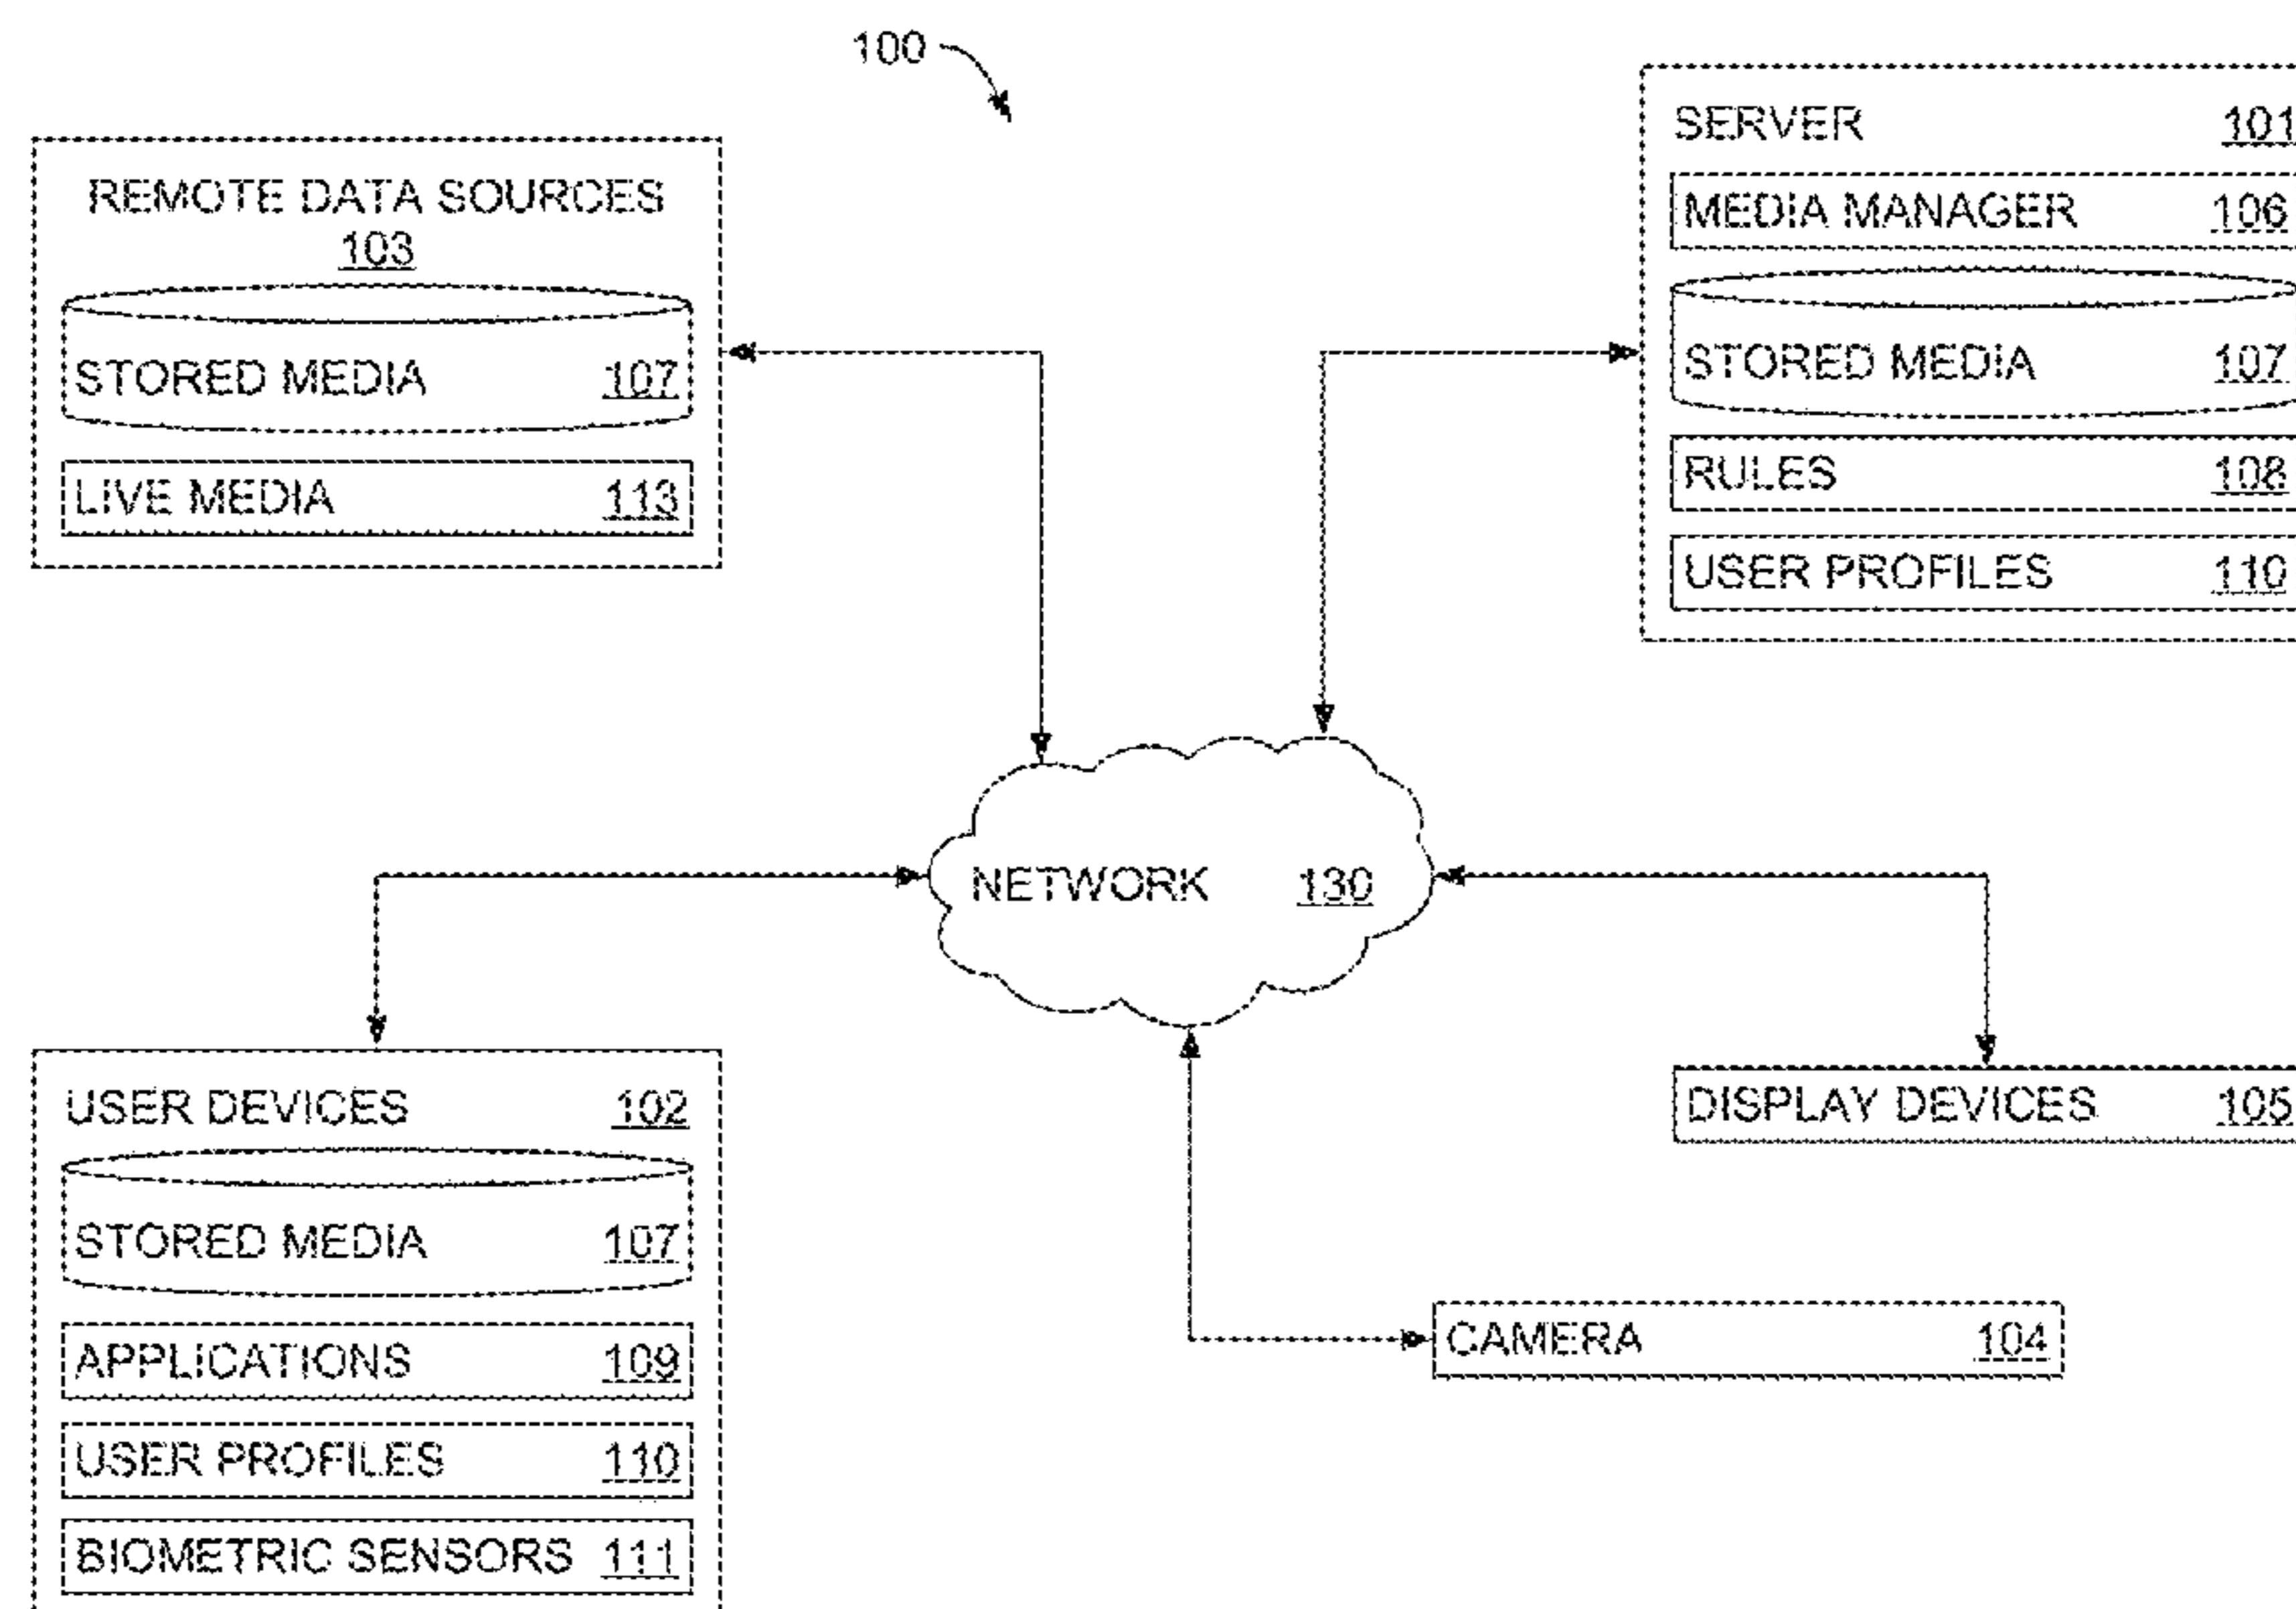 100
REMOTE DATA SOURCES
103
STORED MEDIA 107
LIVE MEDIA 113
SERVER 101
MEDIA MANAGER 106
STORED MEDIA 107
RULES 108
USER PROFILES 110
NETWORK 130
USER DEVICES 102
STORED MEDIA 107
APPLICATIONS 109
USER PROFILES 110
BIOMETRIC SENSORS 111
DISPLAY DEVICES 105
CAMERA 104